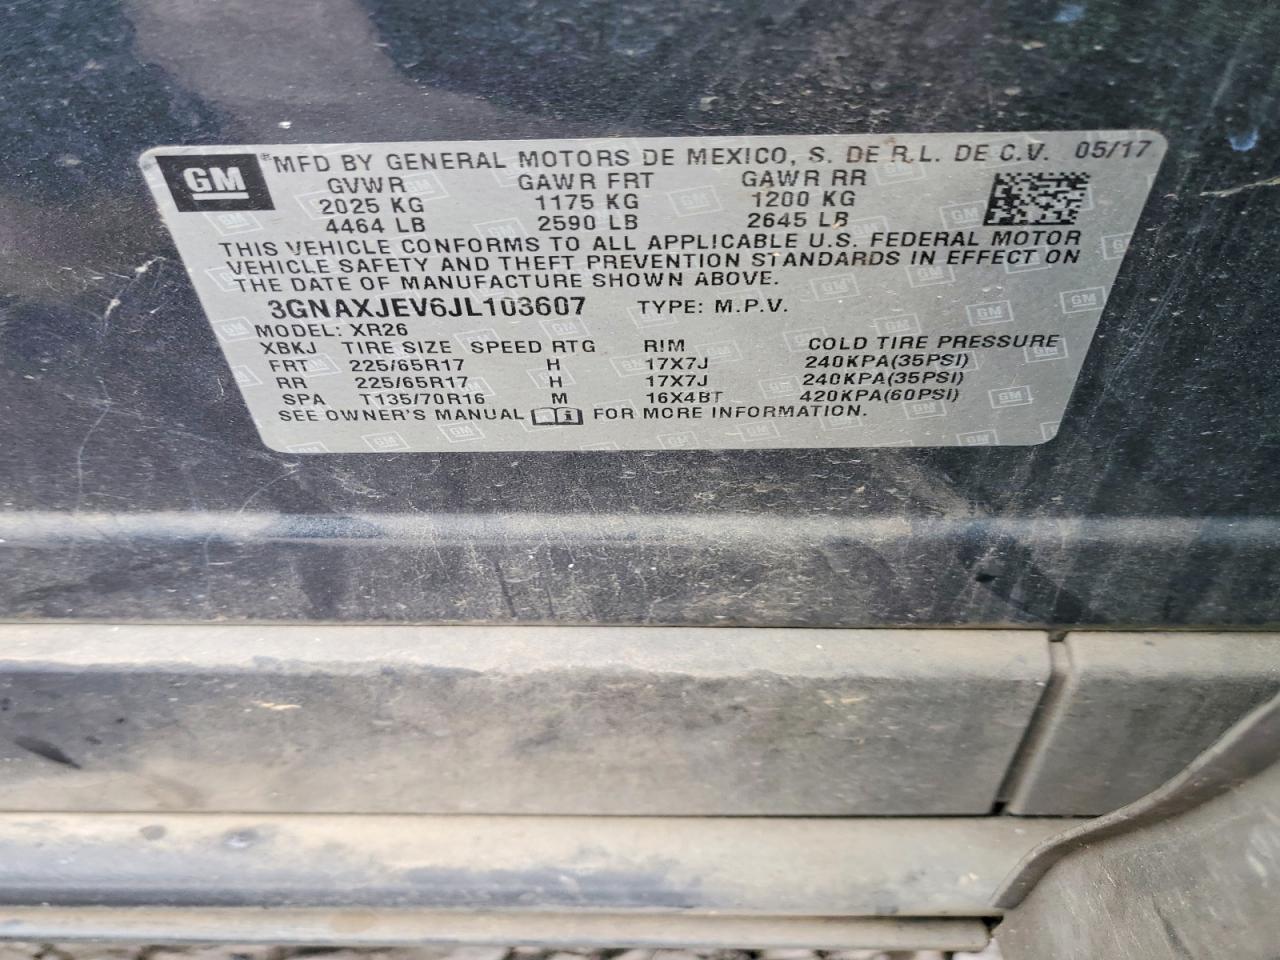 GM
MFD BY GENERAL MOTORS DE MEXICO, S. DE R.L. DE C.V. 05/17
GVWR GAWR FRT GAWR RR
2025 KG 1175 KG 1200 KG
4464 LB 2590 LB 2645 LB
THIS VEHICLE CONFORMS TO ALL APPLICABLE U.S. FEDERAL MOTOR
VEHICLE SAFETY AND THEFT PREVENTION STANDARDS IN EFFECT ON
THE DATE OF MANUFACTURE SHOWN ABOVE.
3GNAXJEV6JL103607 TYPE: M.P.V.
MODEL: XR26
XBKJ TIRE SIZE SPEED RTG RIM COLD TIRE PRESSURE
FRT 225/65R17 H 17X7J 240KPA(35PSI)
RR 225/65R17 H 17X7J 240KPA(35PSI)
SPA T135/70R16 M 16X4BT 420KPA(60PSI)
SEE OWNER'S MANUAL FOR MORE INFORMATION.